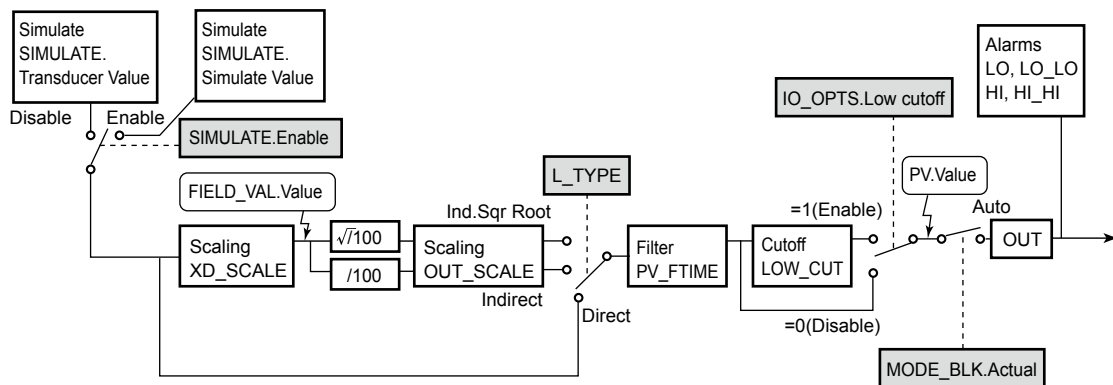 Simulate
SIMULATE.
Transducer Value
Simulate
SIMULATE.
Simulate Value
Alarms
LO, LO_LO
HI, HI_HI
Disable
Enable
SIMULATE.Enable
IO_OPTS.Low cutoff
L_TYPE
FIELD_VAL.Value
PV.Value
Ind.Sqr Root
=1(Enable)
Auto
Scaling
XD_SCALE
√/100
/100
Scaling
OUT_SCALE
Filter
PV_FTIME
Cutoff
LOW_CUT
OUT
Indirect
Direct
=0(Disable)
MODE_BLK.Actual